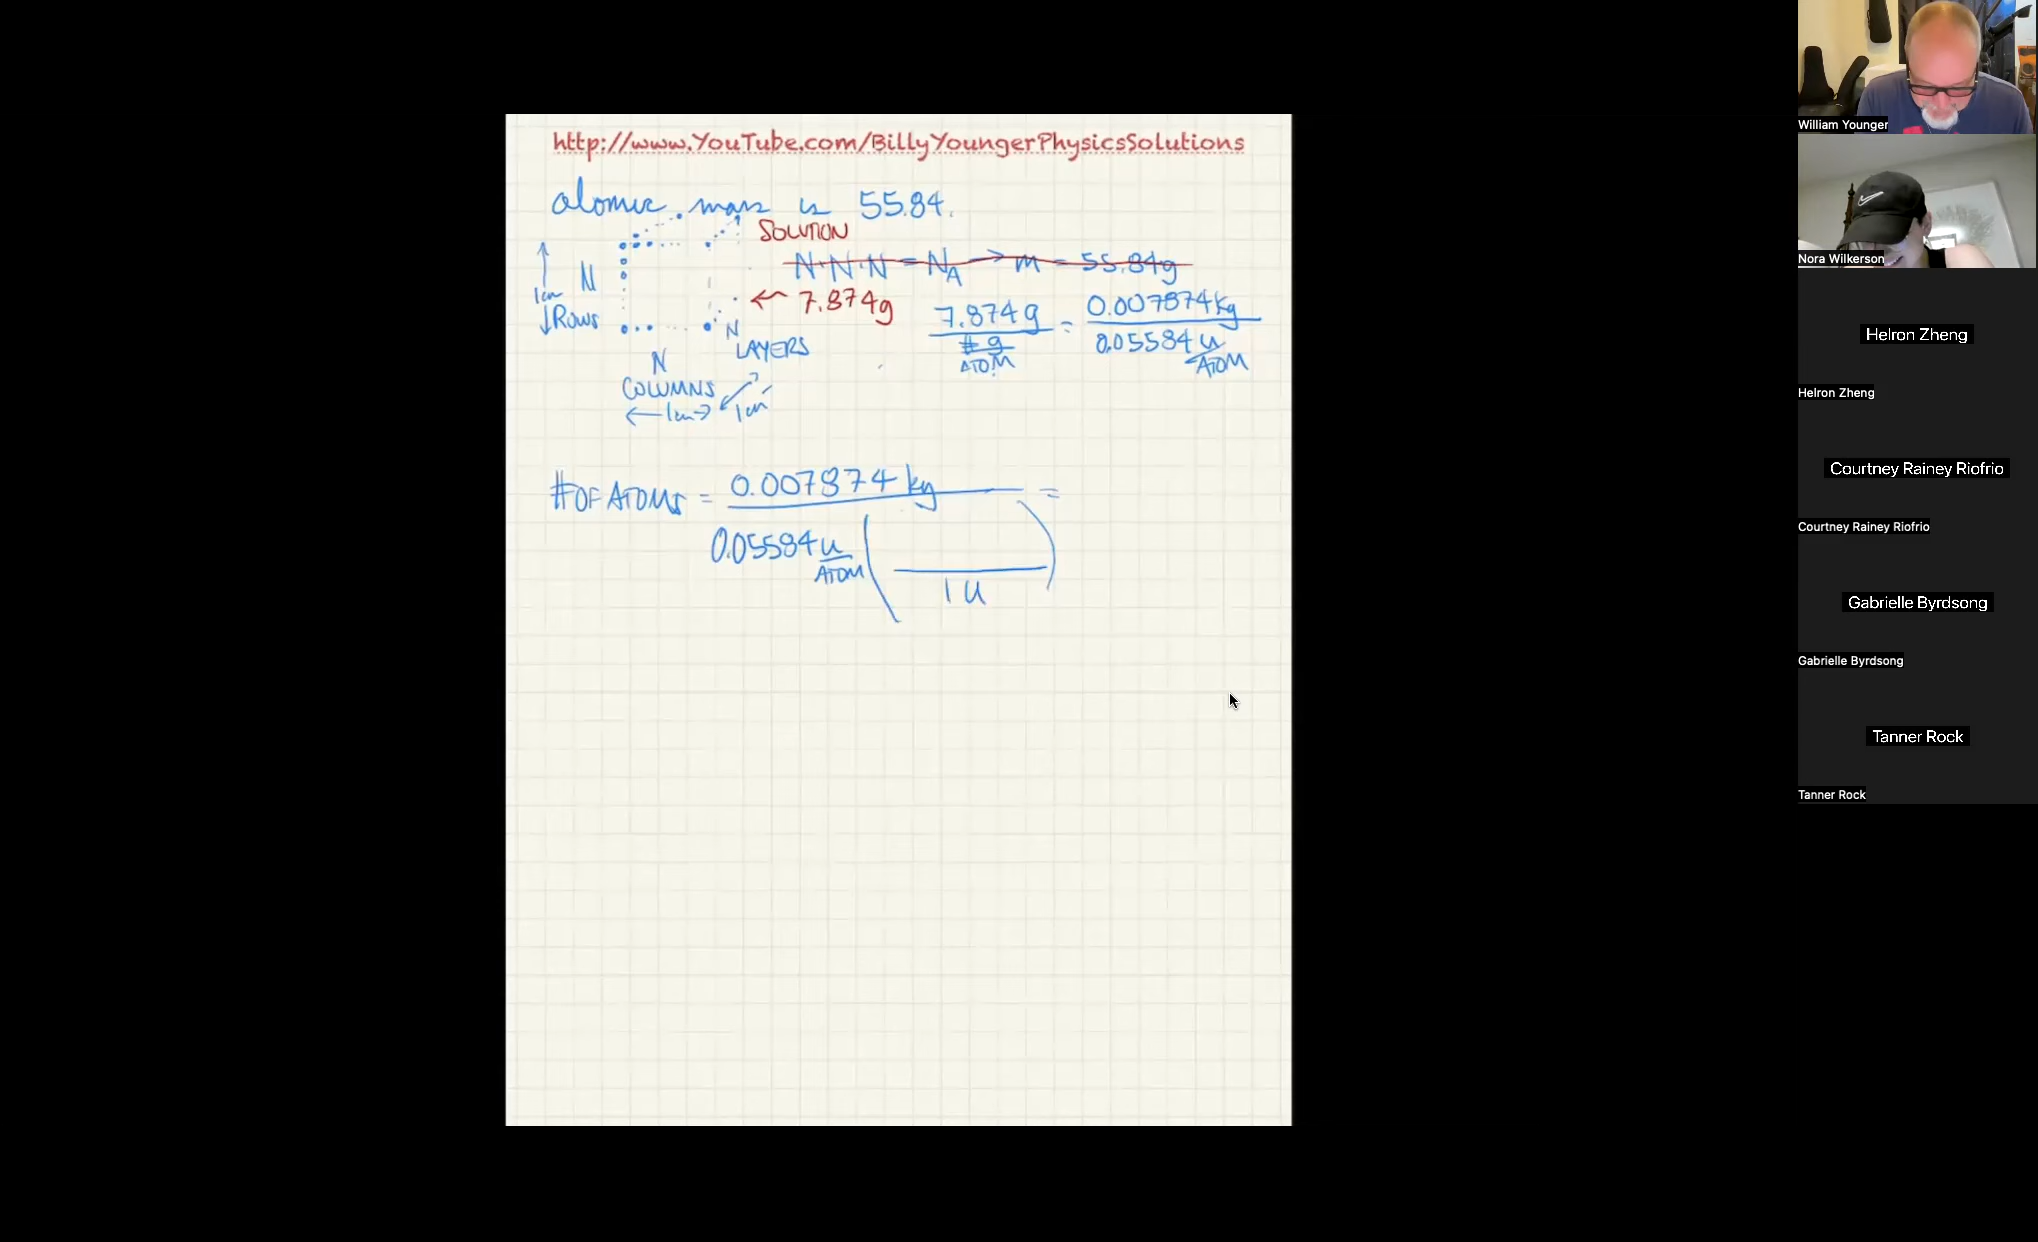 http://www.YouTube.com/BillyYoungerPhysicsSolutions
atomic mass is 55.84.
SOLUTION
N·N·N = N_A → m = 55.84g
N
1cm
ROWS
← 7.874g
7.874g / (# g / ATOM) = 0.007874kg / (0.05584 u / ATOM)
N
LAYERS
N
COLUMNS
←1cm→
1cm
# OF ATOMS = 0.007874 kg / (0.05584 u / ATOM ( / 1 u)) =
William Younger
Nora Wilkerson
Helron Zheng
Helron Zheng
Courtney Rainey Riofrio
Courtney Rainey Riofrio
Gabrielle Byrdsong
Gabrielle Byrdsong
Tanner Rock
Tanner Rock